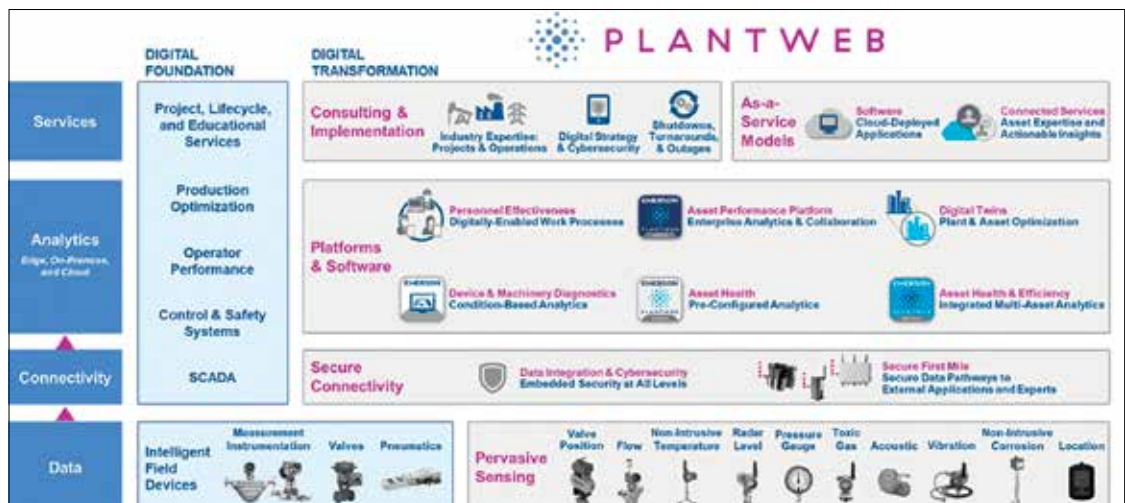 PLANTWEB
DIGITAL
FOUNDATION
DIGITAL
TRANSFORMATION
Services
Project, Lifecycle,
and Educational
Services
Consulting &
Implementation
Industry Expertise:
Projects & Operations
Digital Strategy
& Cybersecurity
Shutdowns,
Turnarounds,
& Outages
As-a-
Service
Models
Software
Cloud-Deployed
Applications
Connected Services
Asset Expertise and
Actionable Insights
Analytics
Edge, On-Premises,
and Cloud
Production
Optimization
Operator
Performance
Control & Safety
Systems
Platforms
& Software
Personnel Effectiveness
Digitally-Enabled Work Processes
EMERSON
Asset Performance Platform
Enterprise Analytics & Collaboration
Digital Twins
Plant & Asset Optimization
EMERSON
Device & Machinery Diagnostics
Condition-Based Analytics
EMERSON
Asset Health
Pre-Configured Analytics
EMERSON
Asset Health & Efficiency
Integrated Multi-Asset Analytics
Connectivity
SCADA
Secure
Connectivity
Data Integration & Cybersecurity
Embedded Security at All Levels
Secure First Mile
Secure Data Pathways to
External Applications and Experts
Data
Intelligent
Field
Devices
Measurement
Instrumentation
Valves
Pneumatics
Pervasive
Sensing
Valve
Position
Flow
Non-Intrusive
Temperature
Radar
Level
Pressure
Gauge
Toxic
Gas
Acoustic
Vibration
Non-Intrusive
Corrosion
Location